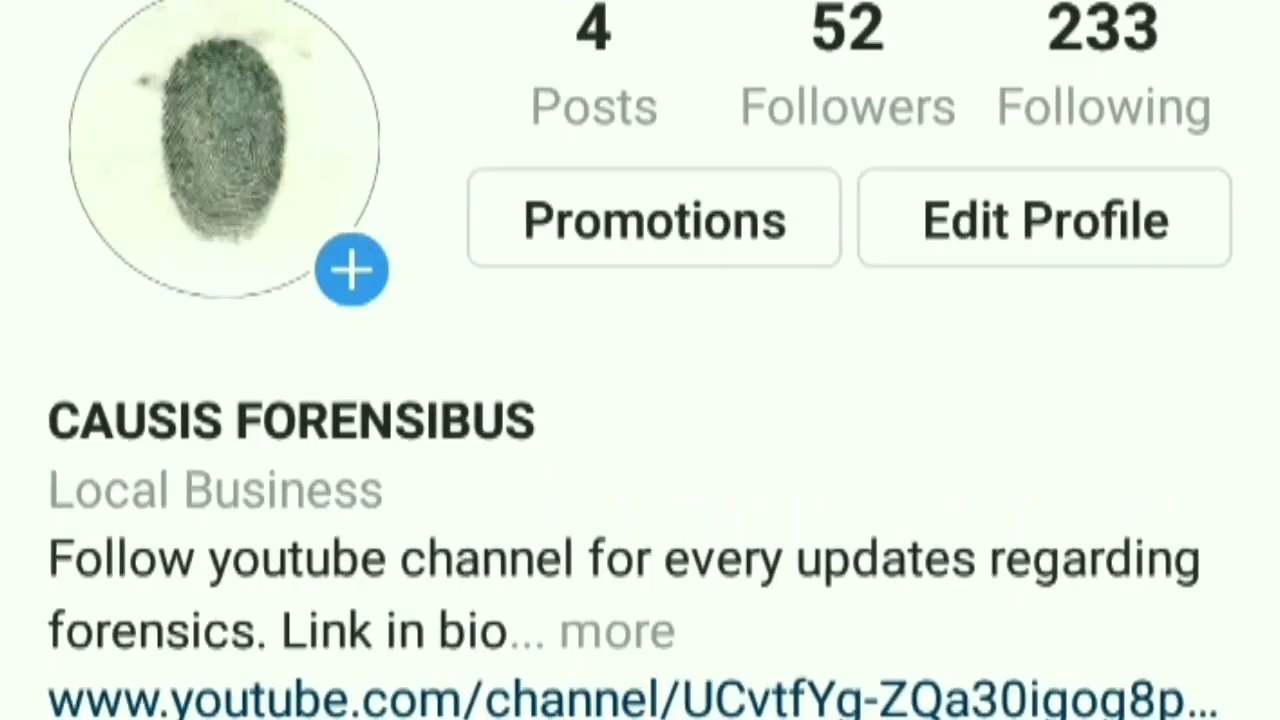 4 52 233
Posts Followers Following
Promotions Edit Profile
CAUSIS FORENSIBUS
Local Business
Follow youtube channel for every updates regarding
forensics. Link in bio... more
www.youtube.com/channel/UCvtfYg-ZQa30igog8p...